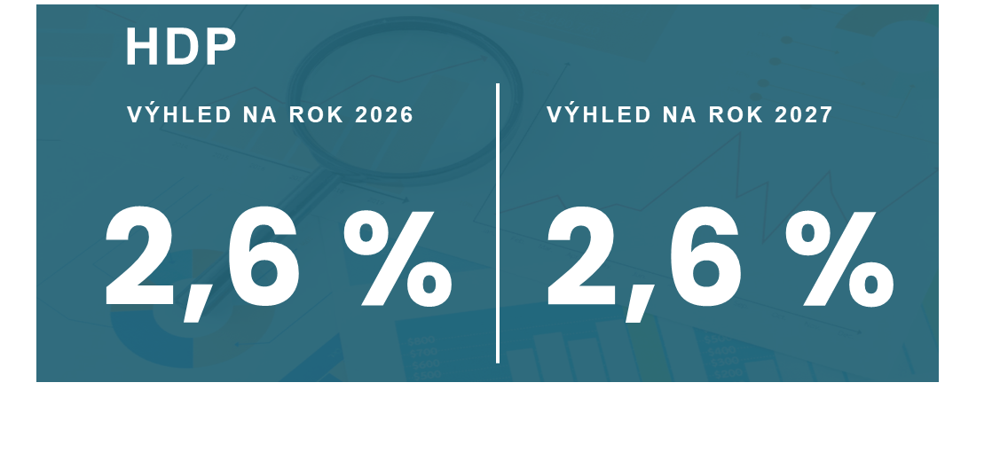 HDP
VÝHLED NA ROK 2026
2,6 %
VÝHLED NA ROK 2027
2,6 %